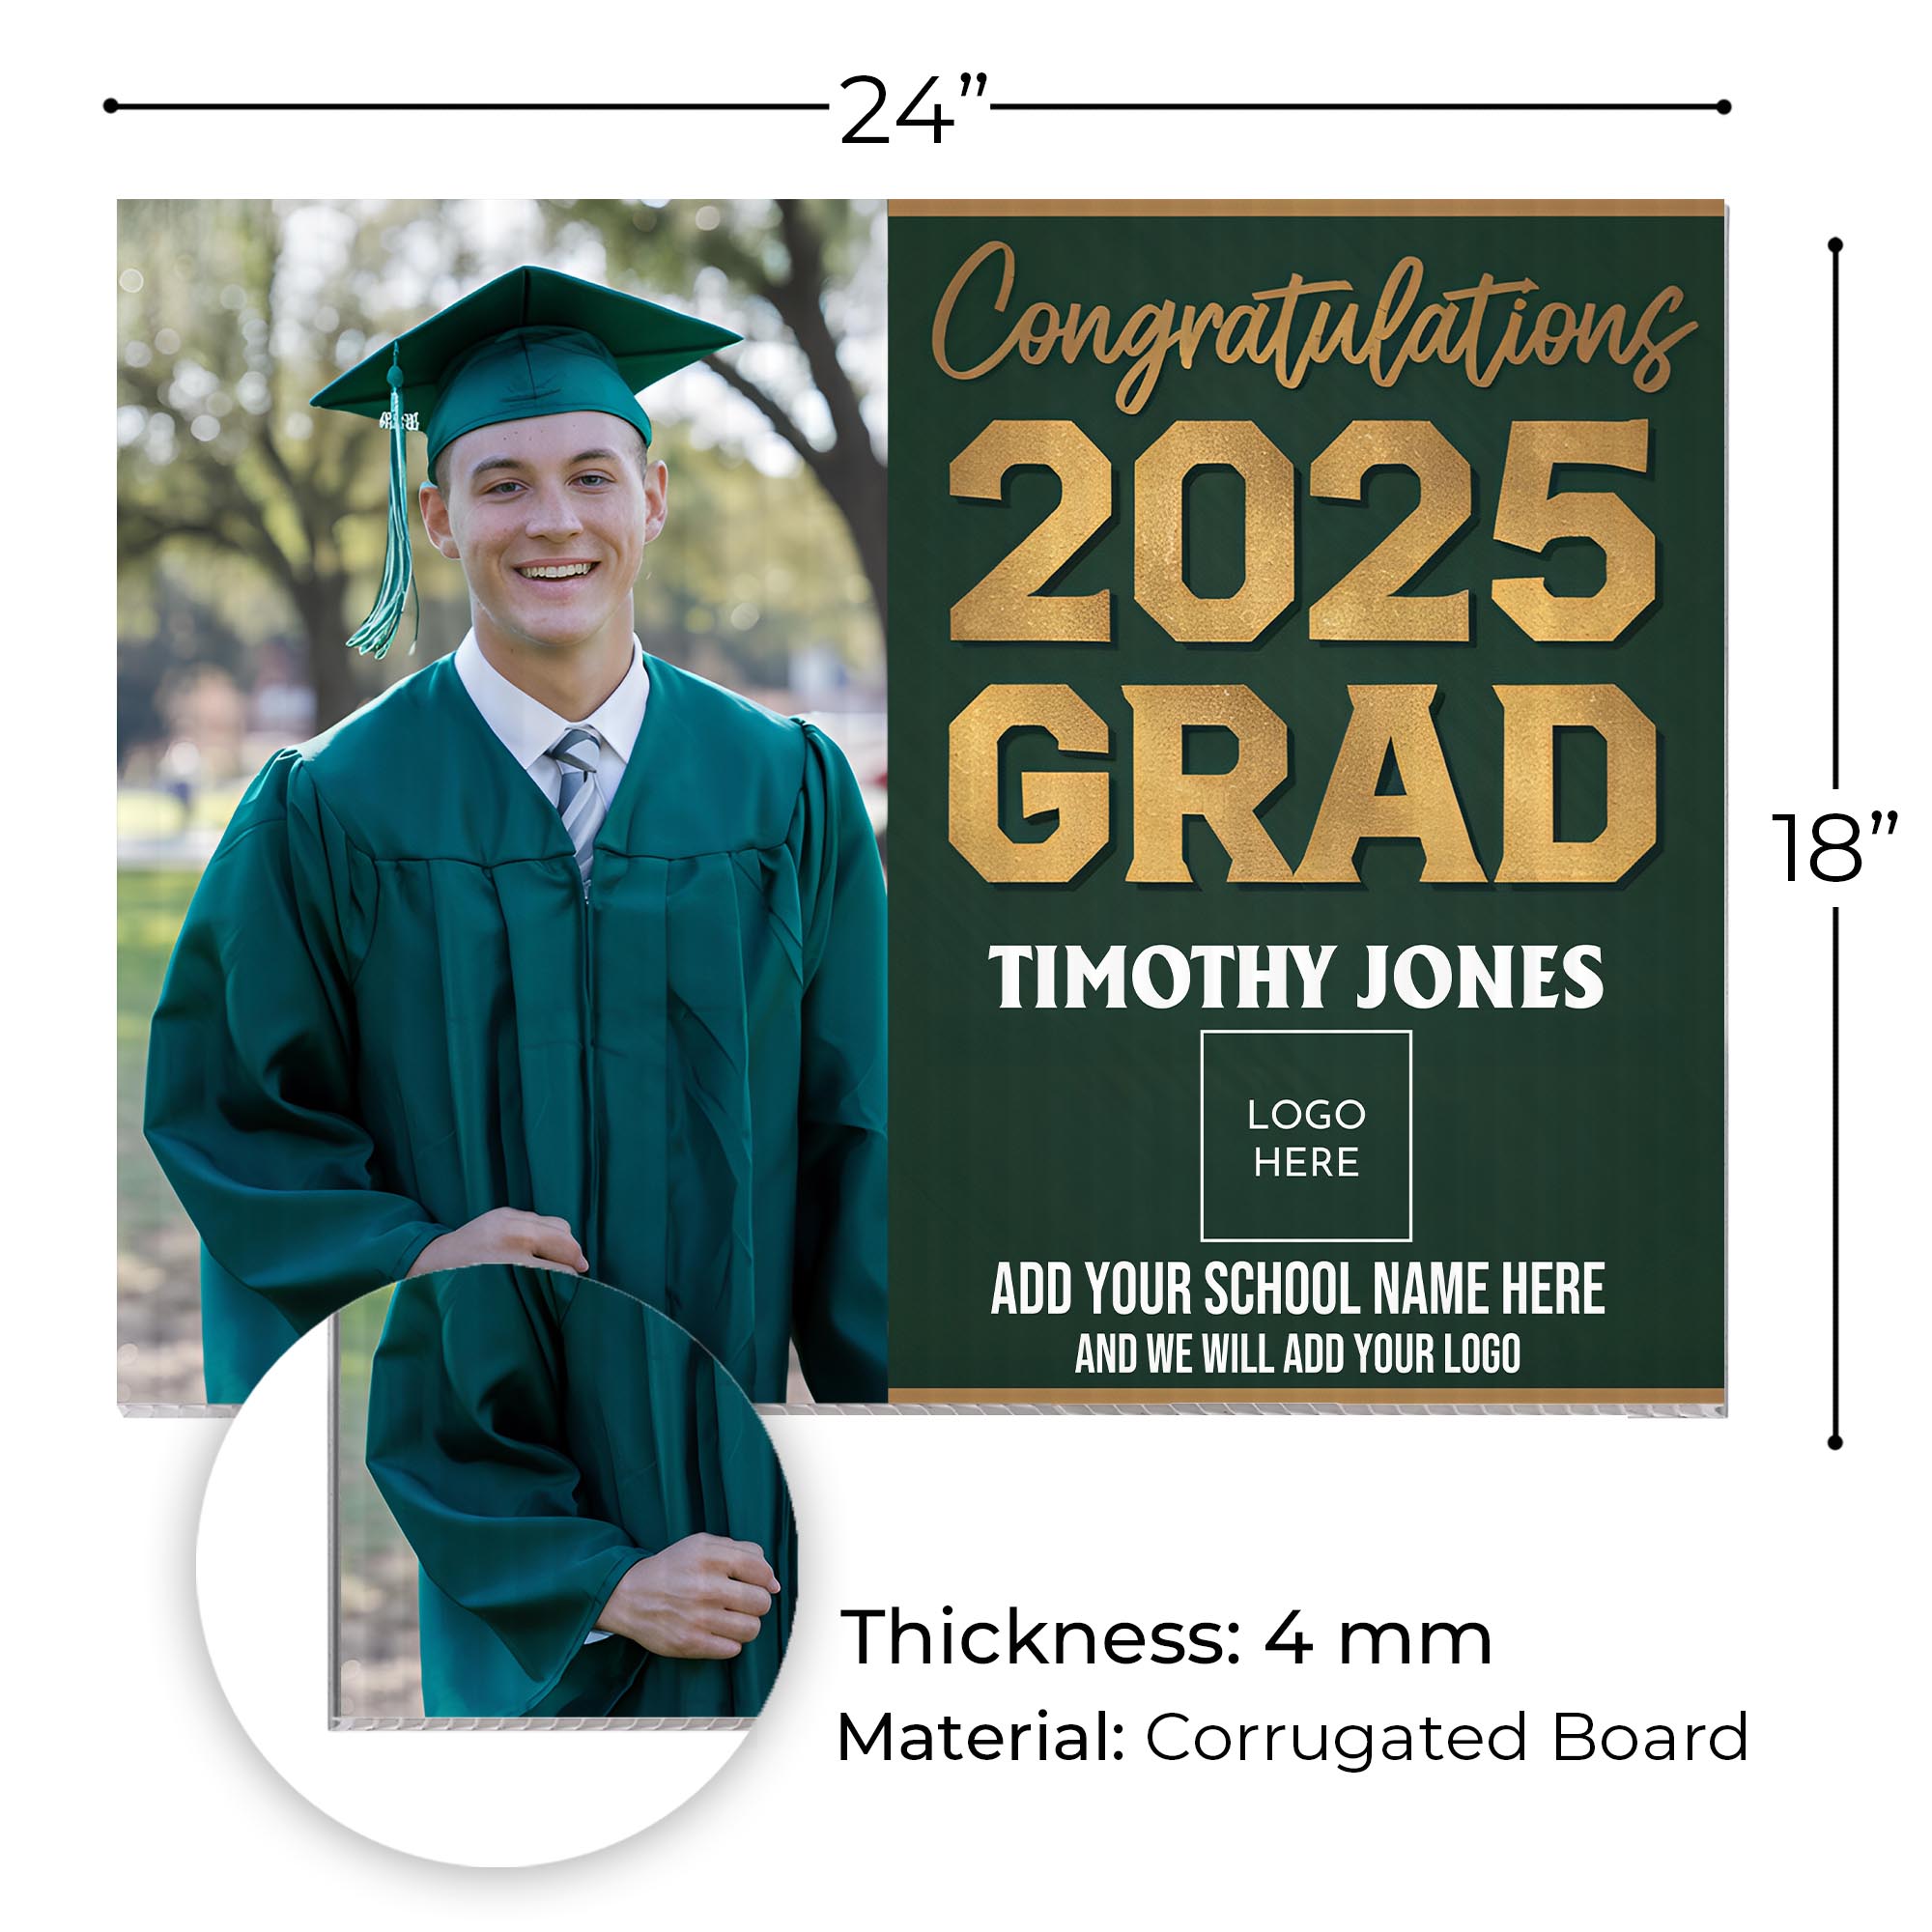 24”
Congratulations
2025
GRAD
18”
TIMOTHY JONES
LOGO
HERE
ADD YOUR SCHOOL NAME HERE
AND WE WILL ADD YOUR LOGO
Thickness: 4 mm
Material: Corrugated Board